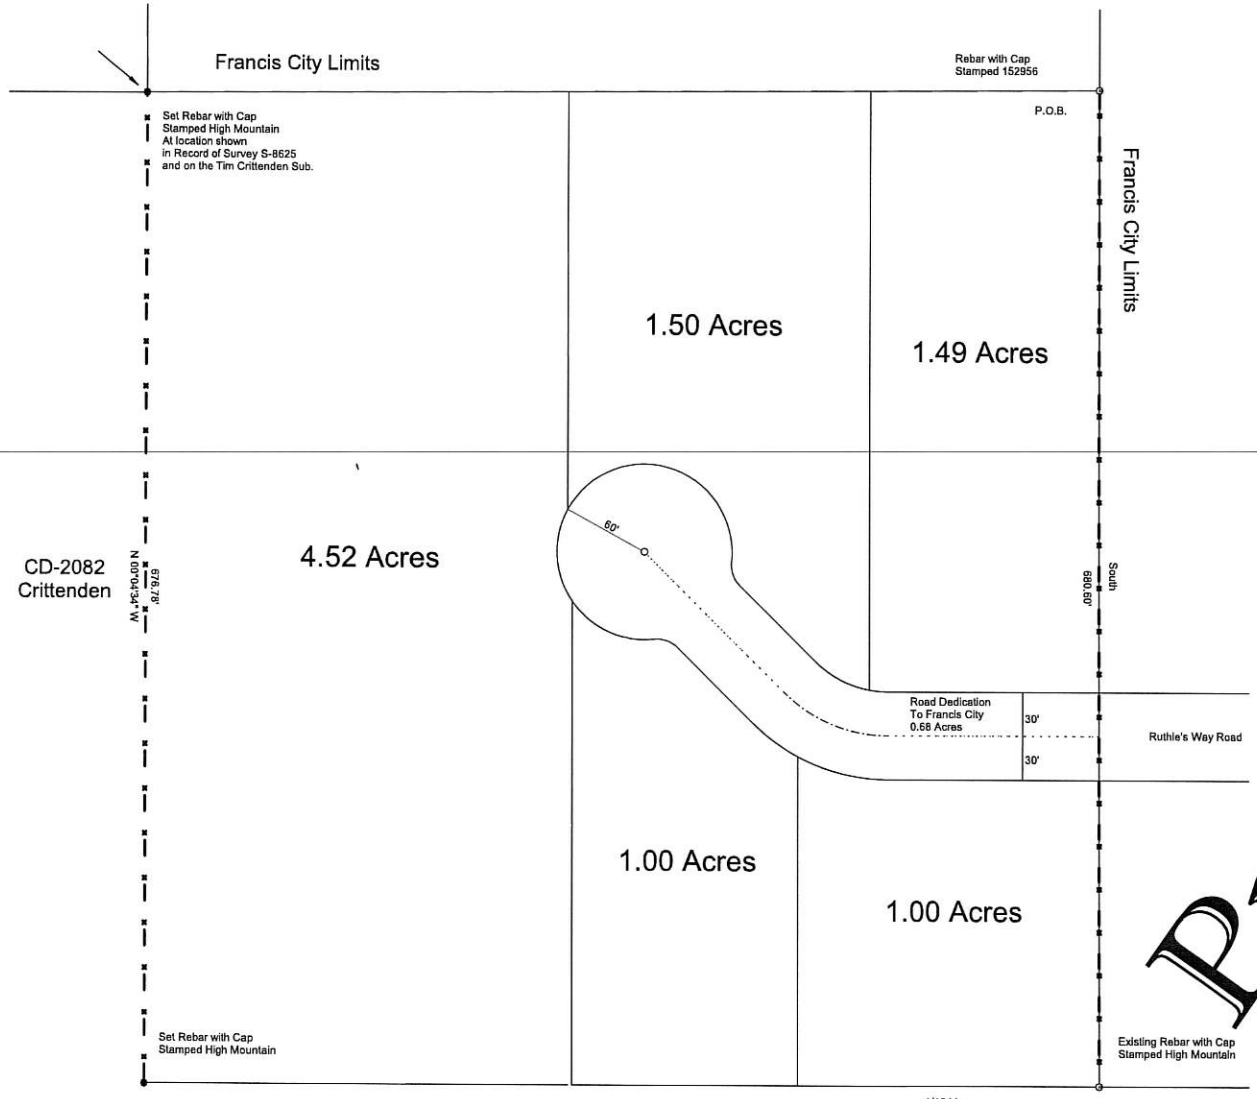 Francis City Limits
Rebar with Cap
Stamped 152956
P.O.B.
Set Rebar with Cap
Stamped High Mountain
At location shown
in Record of Survey S-8625
and on the Tim Crittenden Sub.
Francis City Limits
1.50 Acres
1.49 Acres
60'
4.52 Acres
CD-2082
Crittenden
N 00°04'34" W
676.78'
South
680.60'
Road Dedication
To Francis City
0.68 Acres
30'
30'
Ruthie's Way Road
1.00 Acres
1.00 Acres
P
Set Rebar with Cap
Stamped High Mountain
Existing Rebar with Cap
Stamped High Mountain